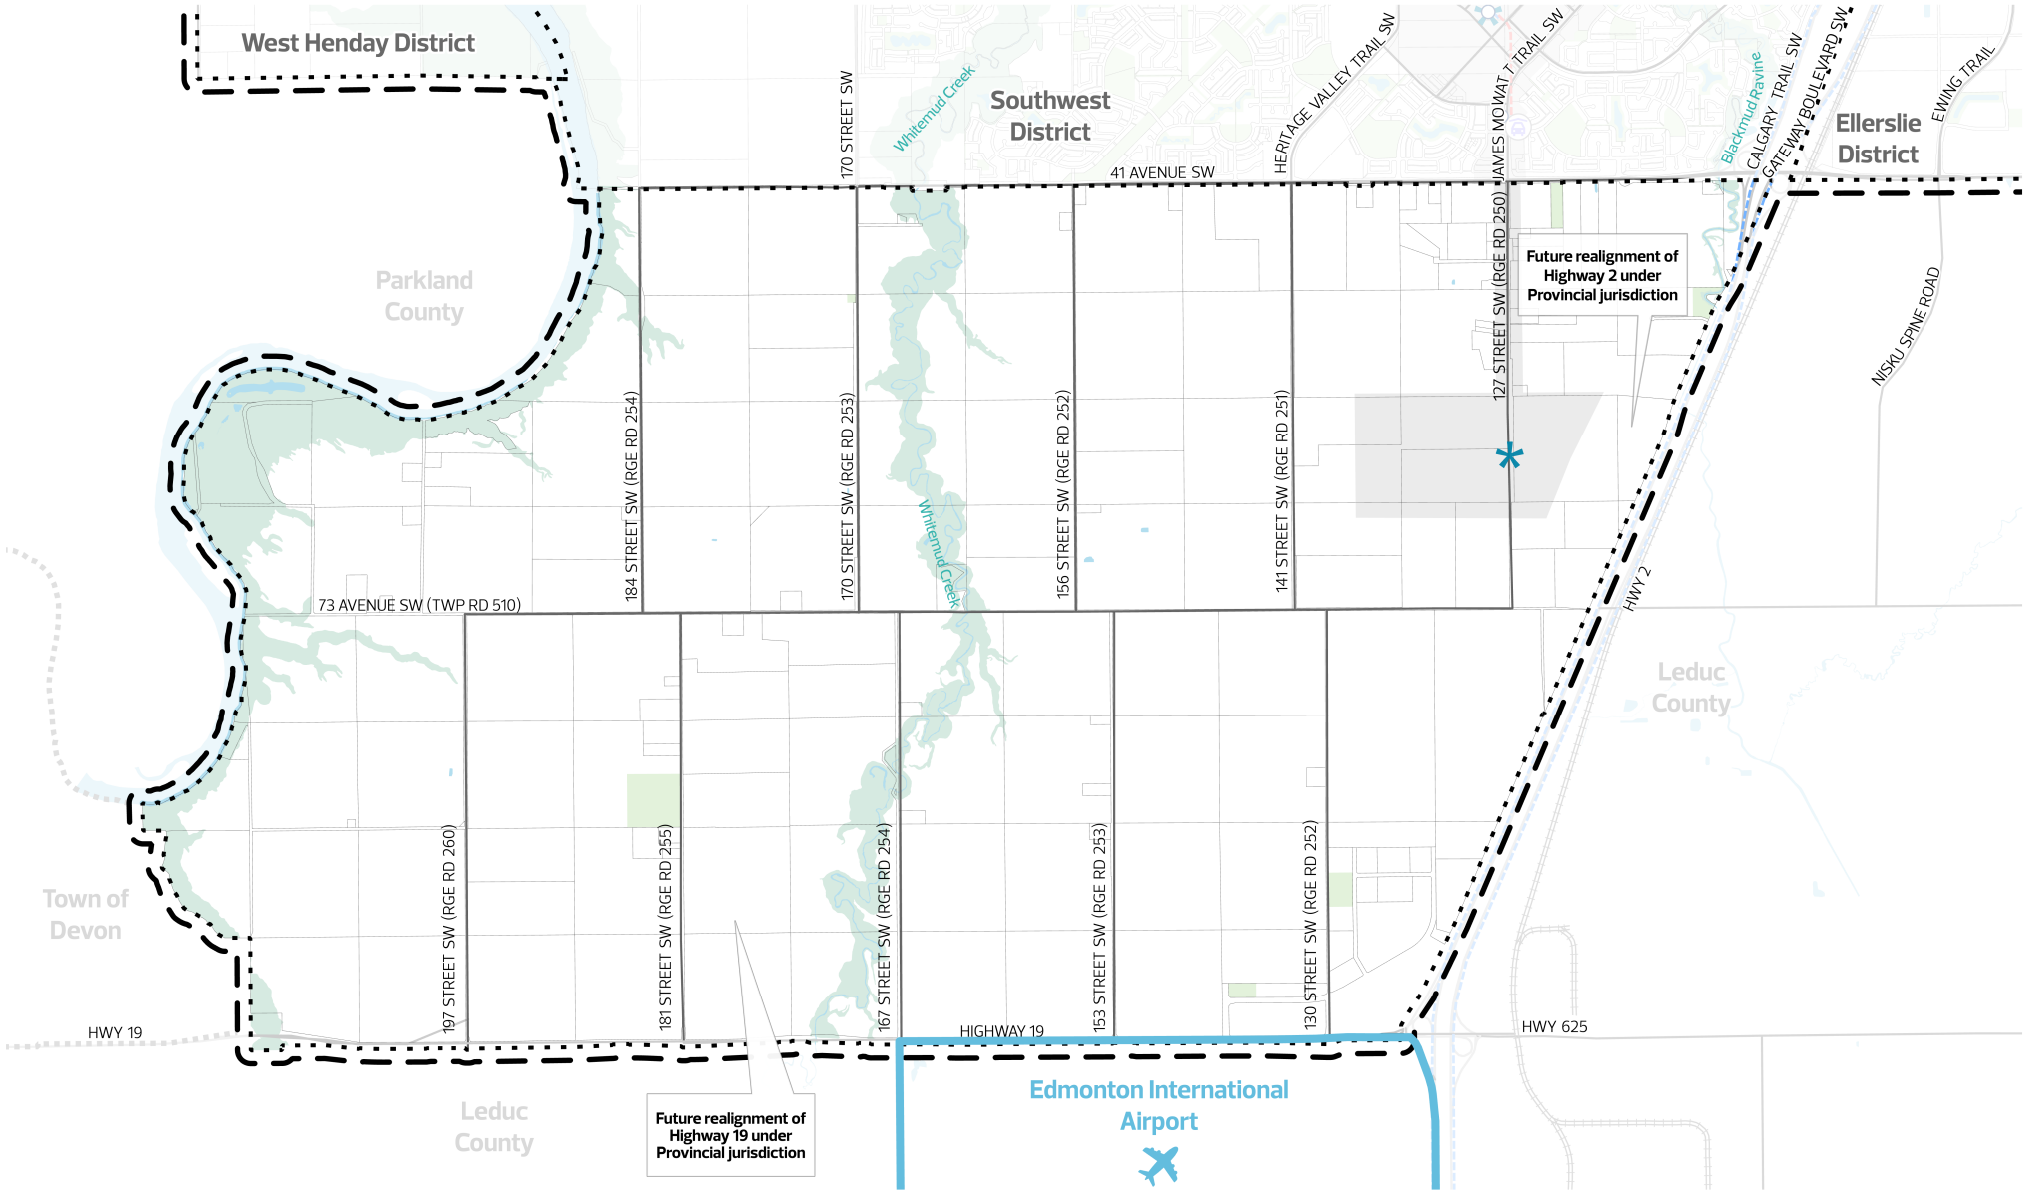 West Henday District
Southwest
District
Ellerslie
District
Whitemud Creek
170 STREET SW
HERITAGE VALLEY TRAIL SW
JAIVES MOWAT T TRAIL SW
Blackmud Ravine
CALGARY TRAIL SW
GATEWAY BOULEVARD SW
EWING TRAIL
41 AVENUE SW
Parkland
County
Future realignment of
Highway 2 under
Provincial jurisdiction
NISKU SPINE ROAD
184 STREET SW (RGE RD 254)
170 STREET SW (RGE RD 253)
Whitemud Creek
156 STREET SW (RGE RD 252)
141 STREET SW (RGE RD 251)
127 STREET SW (RGE RD 250)
*
HWY 2
73 AVENUE SW (TWP RD 510)
Leduc
County
Town of
Devon
197 STREET SW (RGE RD 260)
181 STREET SW (RGE RD 255)
167 STREET SW (RGE RD 254)
153 STREET SW (RGE RD 253)
130 STREET SW (RGE RD 252)
HWY 19
HIGHWAY 19
HWY 625
Leduc
County
Future realignment of
Highway 19 under
Provincial jurisdiction
Edmonton International
Airport